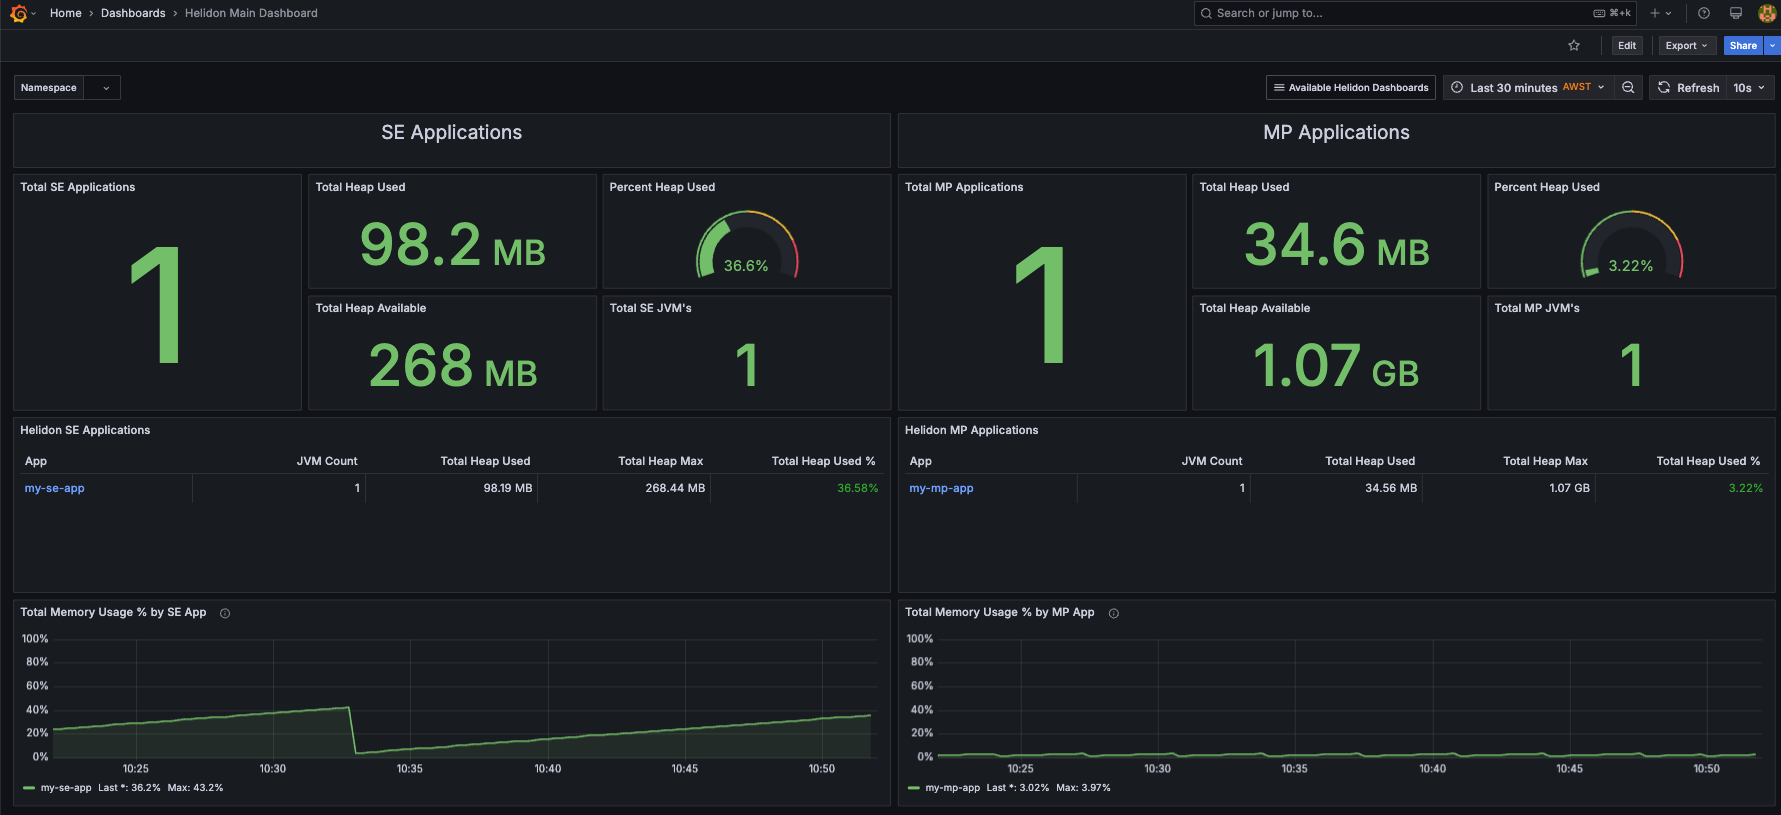 Home › Dashboards › Helidon Main Dashboard
Search or jump to...
⌘+k
Edit
Export
Share
Namespace
Available Helidon Dashboards
Last 30 minutes AWST
Refresh
10s
SE Applications
Total SE Applications
1
Total Heap Used
98.2 MB
Percent Heap Used
36.6%
Total Heap Available
268 MB
Total SE JVM's
1
Helidon SE Applications
App JVM Count Total Heap Used Total Heap Max Total Heap Used %
my-se-app 1 98.19 MB 268.44 MB 36.58%
Total Memory Usage % by SE App
100%
80%
60%
40%
20%
0%
10:25 10:30 10:35 10:40 10:45 10:50
my-se-app Last *: 36.2% Max: 43.2%
MP Applications
Total MP Applications
1
Total Heap Used
34.6 MB
Percent Heap Used
3.22%
Total Heap Available
1.07 GB
Total MP JVM's
1
Helidon MP Applications
App JVM Count Total Heap Used Total Heap Max Total Heap Used %
my-mp-app 1 34.56 MB 1.07 GB 3.22%
Total Memory Usage % by MP App
100%
80%
60%
40%
20%
0%
10:25 10:30 10:35 10:40 10:45 10:50
my-mp-app Last *: 3.02% Max: 3.97%